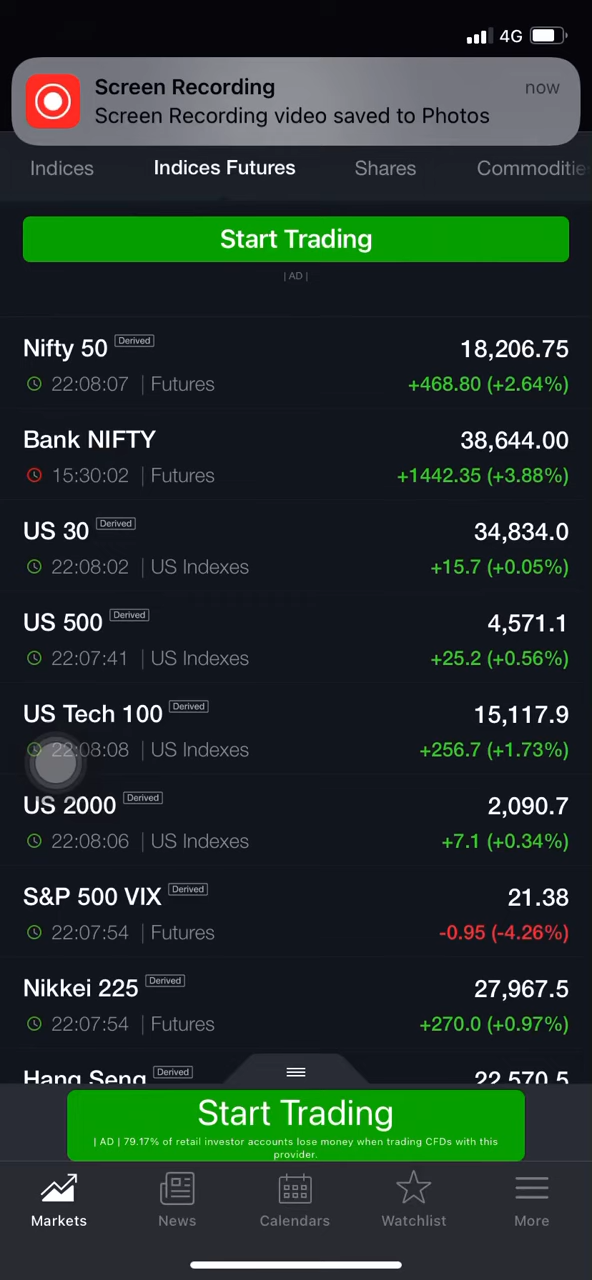 4G
Screen Recording
now
Screen Recording video saved to Photos
Indices
Indices Futures
Shares
Commoditie
Start Trading
| AD |
Nifty 50 Derived 18,206.75
22:08:07 | Futures +468.80 (+2.64%)
Bank NIFTY 38,644.00
15:30:02 | Futures +1442.35 (+3.88%)
US 30 Derived 34,834.0
22:08:02 | US Indexes +15.7 (+0.05%)
US 500 Derived 4,571.1
22:07:41 | US Indexes +25.2 (+0.56%)
US Tech 100 Derived 15,117.9
22:08:08 | US Indexes +256.7 (+1.73%)
US 2000 Derived 2,090.7
22:08:06 | US Indexes +7.1 (+0.34%)
S&P 500 VIX Derived 21.38
22:07:54 | Futures -0.95 (-4.26%)
Nikkei 225 Derived 27,967.5
22:07:54 | Futures +270.0 (+0.97%)
Hang Seng Derived 22,570.5
Start Trading
| AD | 79.17% of retail investor accounts lose money when trading CFDs with this
provider.
Markets
News
Calendars
Watchlist
More